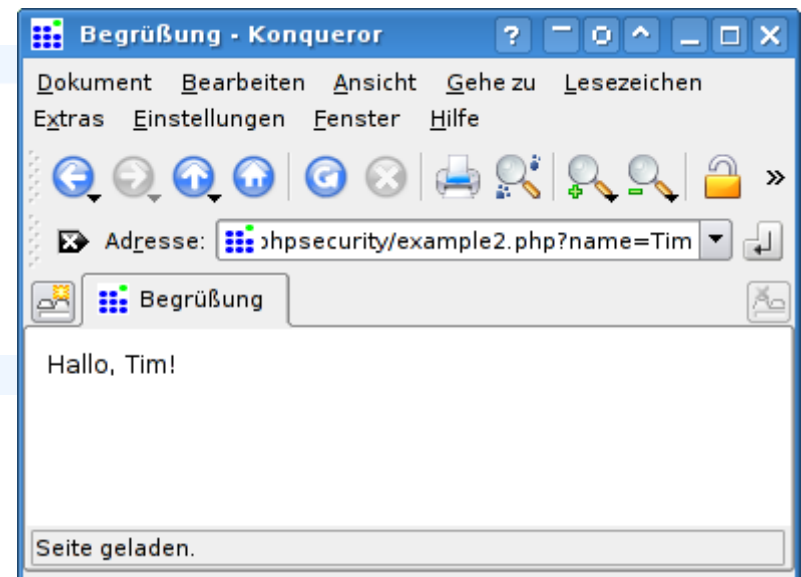 Begrüßung - Konqueror
Dokument Bearbeiten Ansicht Gehe zu Lesezeichen
Extras Einstellungen Fenster Hilfe
Adresse: phpsecurity/example2.php?name=Tim
Begrüßung
Hallo, Tim!
Seite geladen.